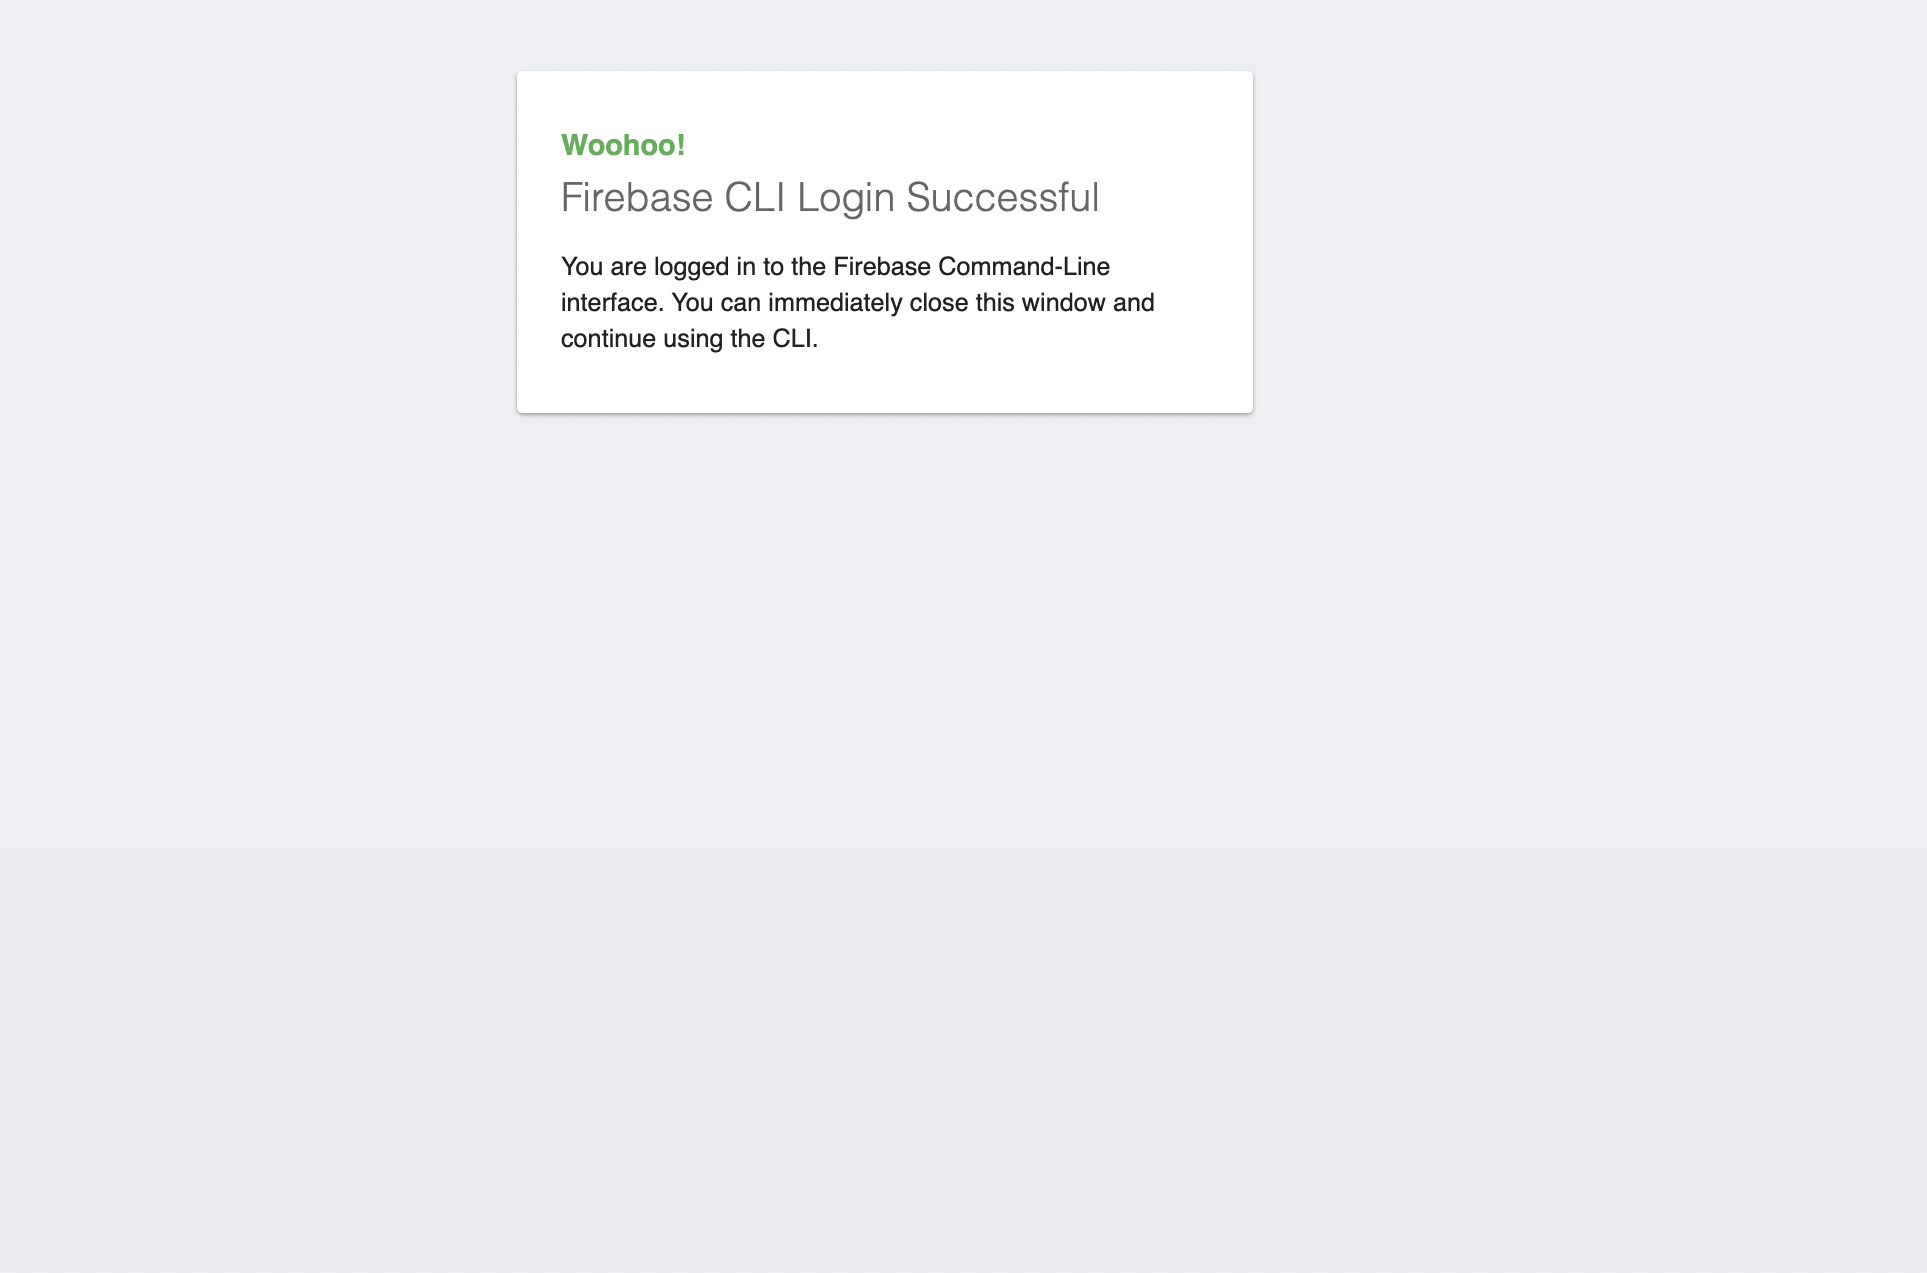 Woohoo!
Firebase CLI Login Successful
You are logged in to the Firebase Command-Line
interface. You can immediately close this window and
continue using the CLI.